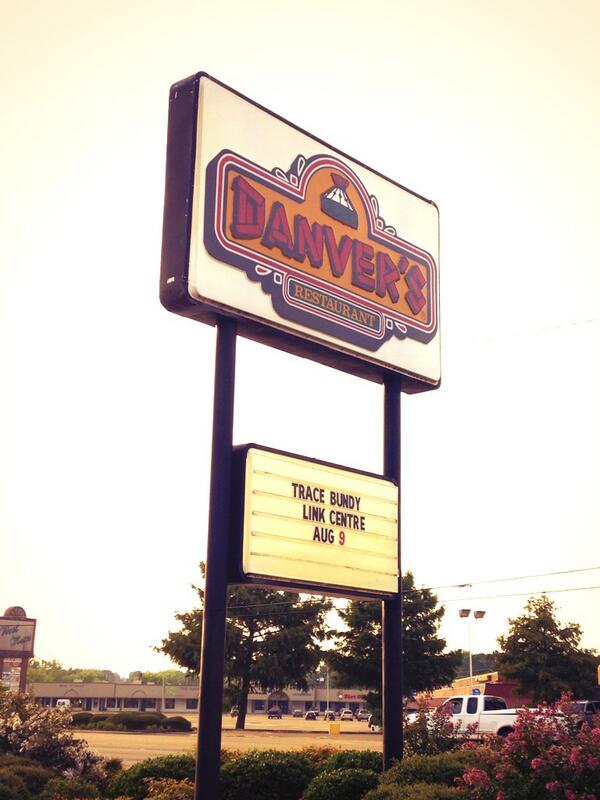 DANVER'S
RESTAURANT
TRACE BUNDY
LINK CENTRE
AUG 9